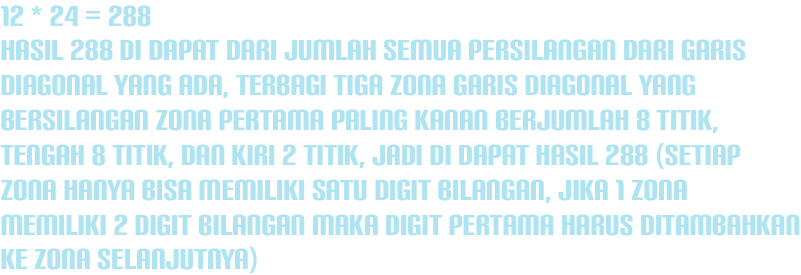 12 * 24 = 288
HASIL 288 DI DAPAT DARI JUMLAH SEMUA PERSILANGAN DARI GARIS
DIAGONAL YANG ADA, TERBAGI TIGA ZONA GARIS DIAGONAL YANG
BERSILANGAN ZONA PERTAMA PALING KANAN BERJUMLAH 8 TITIK,
TENGAH 8 TITIK, DAN KIRI 2 TITIK, JADI DI DAPAT HASIL 288 (SETIAP
ZONA HANYA BISA MEMILIKI SATU DIGIT BILANGAN, JIKA 1 ZONA
MEMILIKI 2 DIGIT BILANGAN MAKA DIGIT PERTAMA HARUS DITAMBAHKAN
KE ZONA SELANJUTNYA)